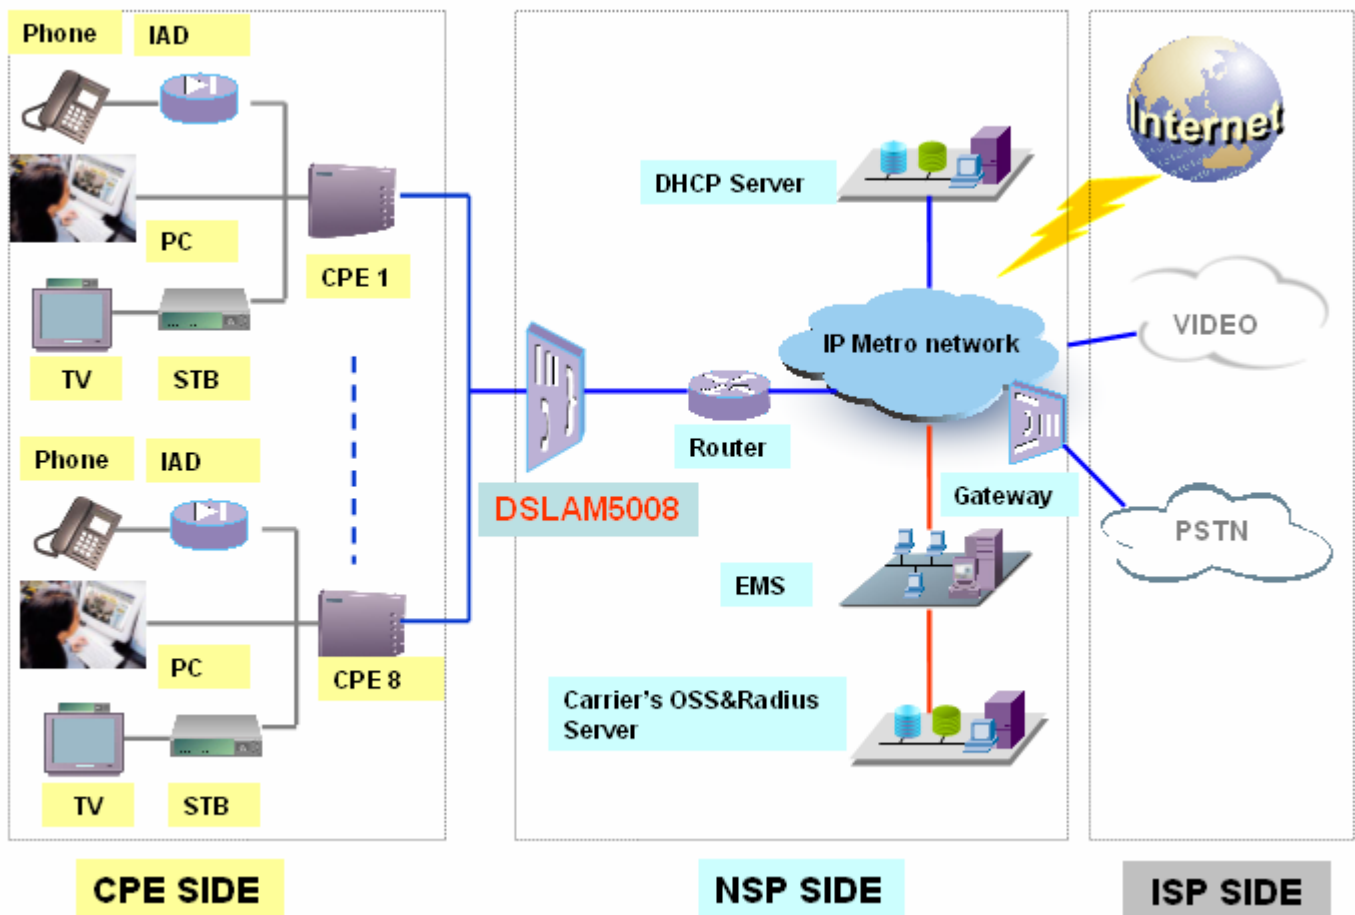 Phone
IAD
PC
CPE 1
TV
STB
Phone
IAD
PC
CPE 8
TV
STB
CPE SIDE
DHCP Server
IP Metro network
Router
DSLAM5008
Gateway
EMS
Carrier's OSS&Radius
Server
NSP SIDE
Internet
VIDEO
PSTN
ISP SIDE